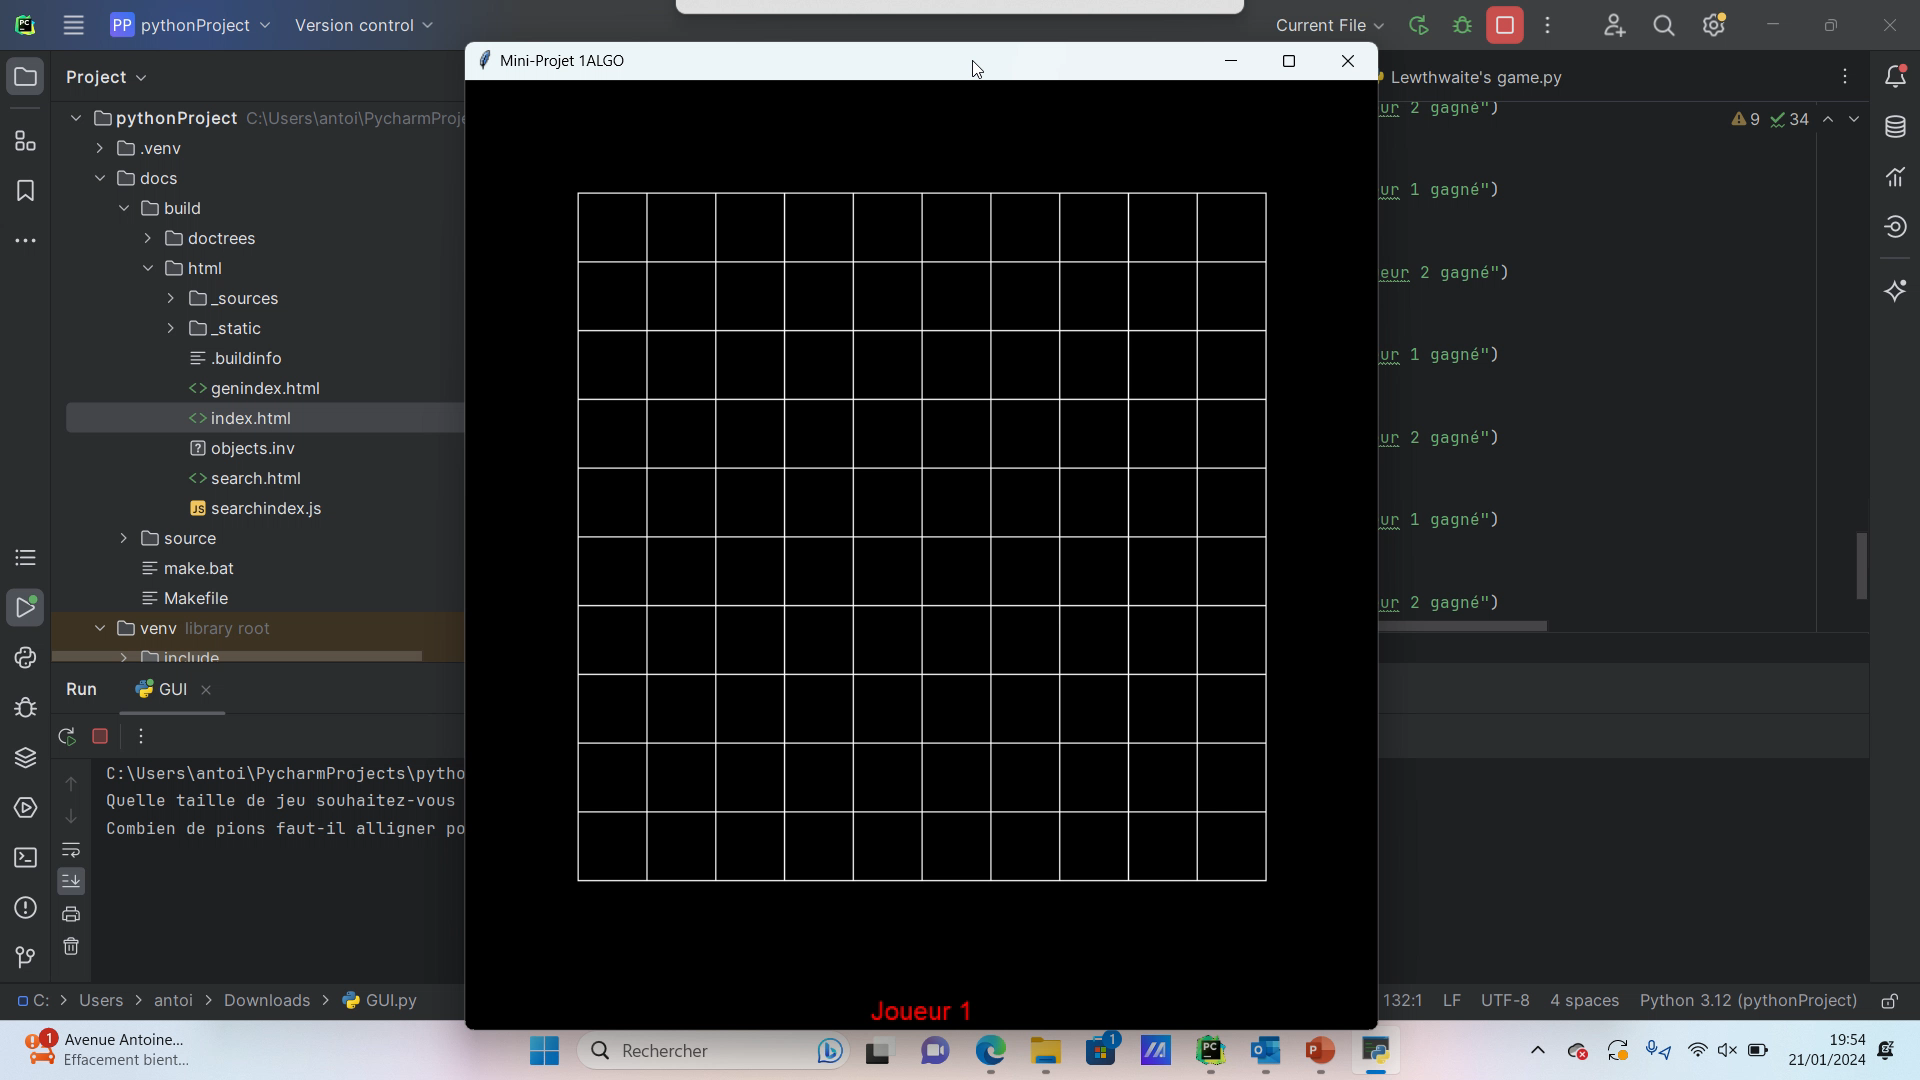 PP pythonProject
Version control
Current File
Project
Mini-Projet 1ALGO
Lewthwaite's game.py
pythonProject C:\Users\antoi\PycharmProje
.venv
docs
build
doctrees
html
_sources
_static
.buildinfo
genindex.html
index.html
objects.inv
search.html
JS searchindex.js
source
make.bat
Makefile
venv library root
include
9 34
ur 2 gagné")
ur 1 gagné")
eur 2 gagné")
ur 1 gagné")
ur 2 gagné")
ur 1 gagné")
ur 2 gagné")
Run GUI
C:\Users\antoi\PycharmProjects\pytho
Quelle taille de jeu souhaitez-vous
Combien de pions faut-il alligner po
Joueur 1
C: > Users > antoi > Downloads > GUI.py
132:1 LF UTF-8 4 spaces Python 3.12 (pythonProject)
1 Avenue Antoine...
Effacement bient...
Rechercher
1
19:54
21/01/2024